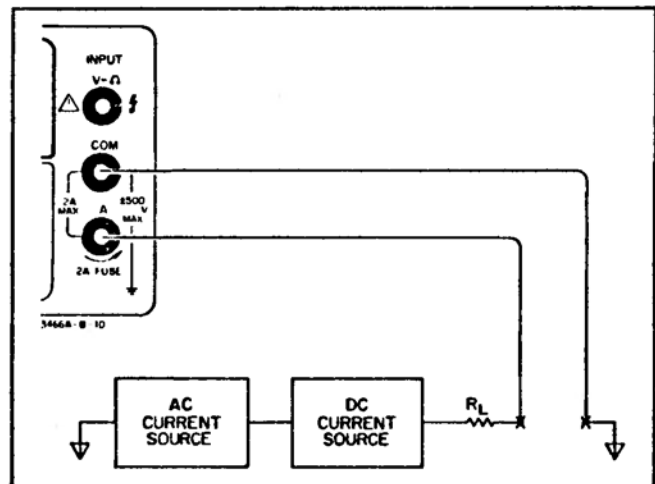 INPUT
V-Ω
COM
2A
MAX
A
±500
V
MAX
2A FUSE
3466A-B-10
AC
CURRENT
SOURCE
DC
CURRENT
SOURCE
RL